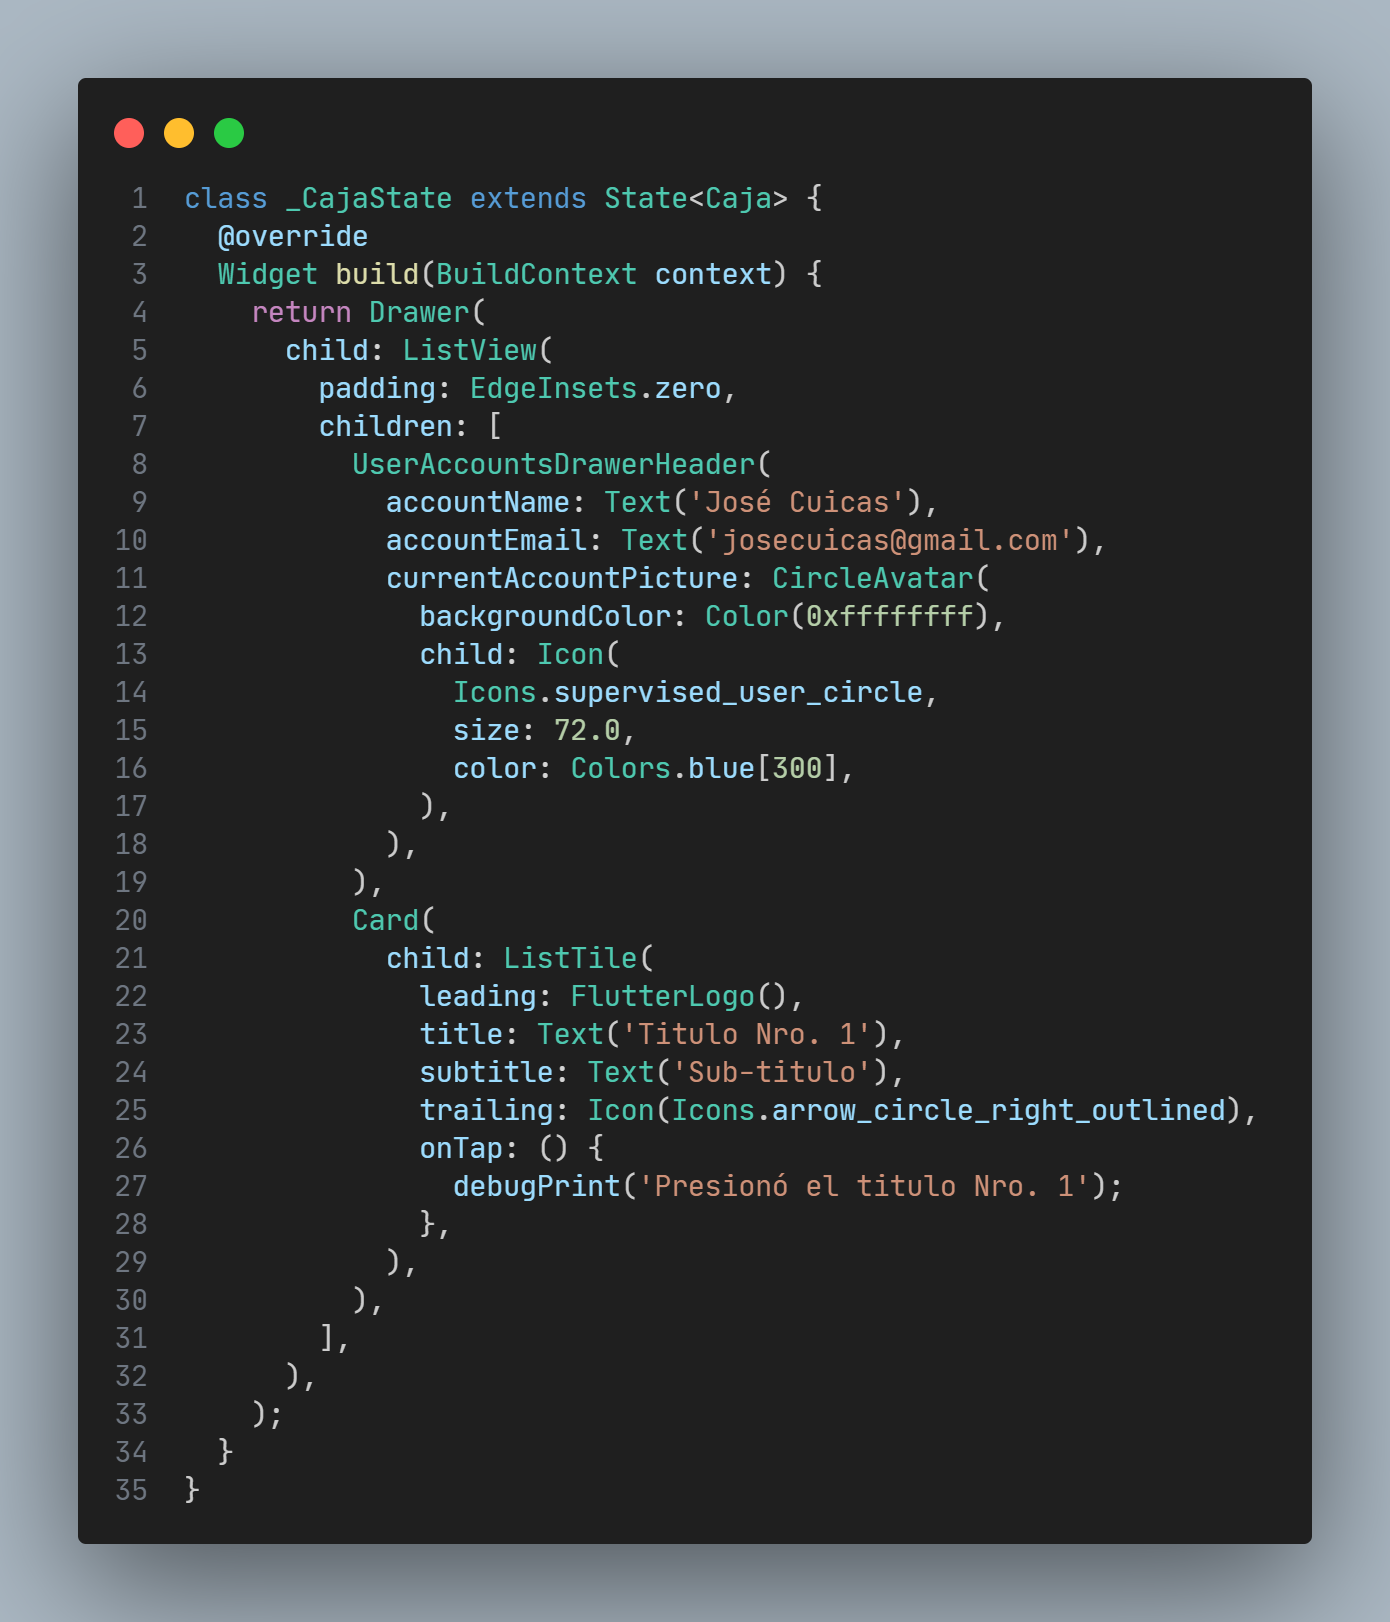 1 class _CajaState extends State<Caja> {
2   @override
3   Widget build(BuildContext context) {
4     return Drawer(
5       child: ListView(
6         padding: EdgeInsets.zero,
7         children: [
8           UserAccountsDrawerHeader(
9             accountName: Text('José Cuicas'),
10             accountEmail: Text('josecuicas@gmail.com'),
11             currentAccountPicture: CircleAvatar(
12               backgroundColor: Color(0xffffffff),
13               child: Icon(
14                 Icons.supervised_user_circle,
15                 size: 72.0,
16                 color: Colors.blue[300],
17               ),
18             ),
19           ),
20           Card(
21             child: ListTile(
22               leading: FlutterLogo(),
23               title: Text('Titulo Nro. 1'),
24               subtitle: Text('Sub-titulo'),
25               trailing: Icon(Icons.arrow_circle_right_outlined),
26               onTap: () {
27                 debugPrint('Presionó el titulo Nro. 1');
28               },
29             ),
30           ),
31         ],
32       ),
33     );
34   }
35 }